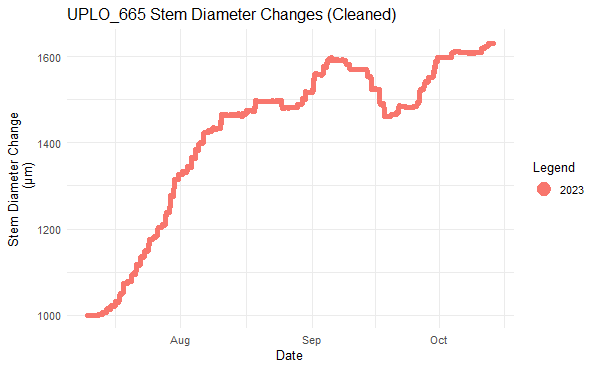 UPLO_665 Stem Diameter Changes (Cleaned)
Stem Diameter Change
(µm)
1600
1400
1200
1000
Aug
Sep
Oct
Date
Legend
2023